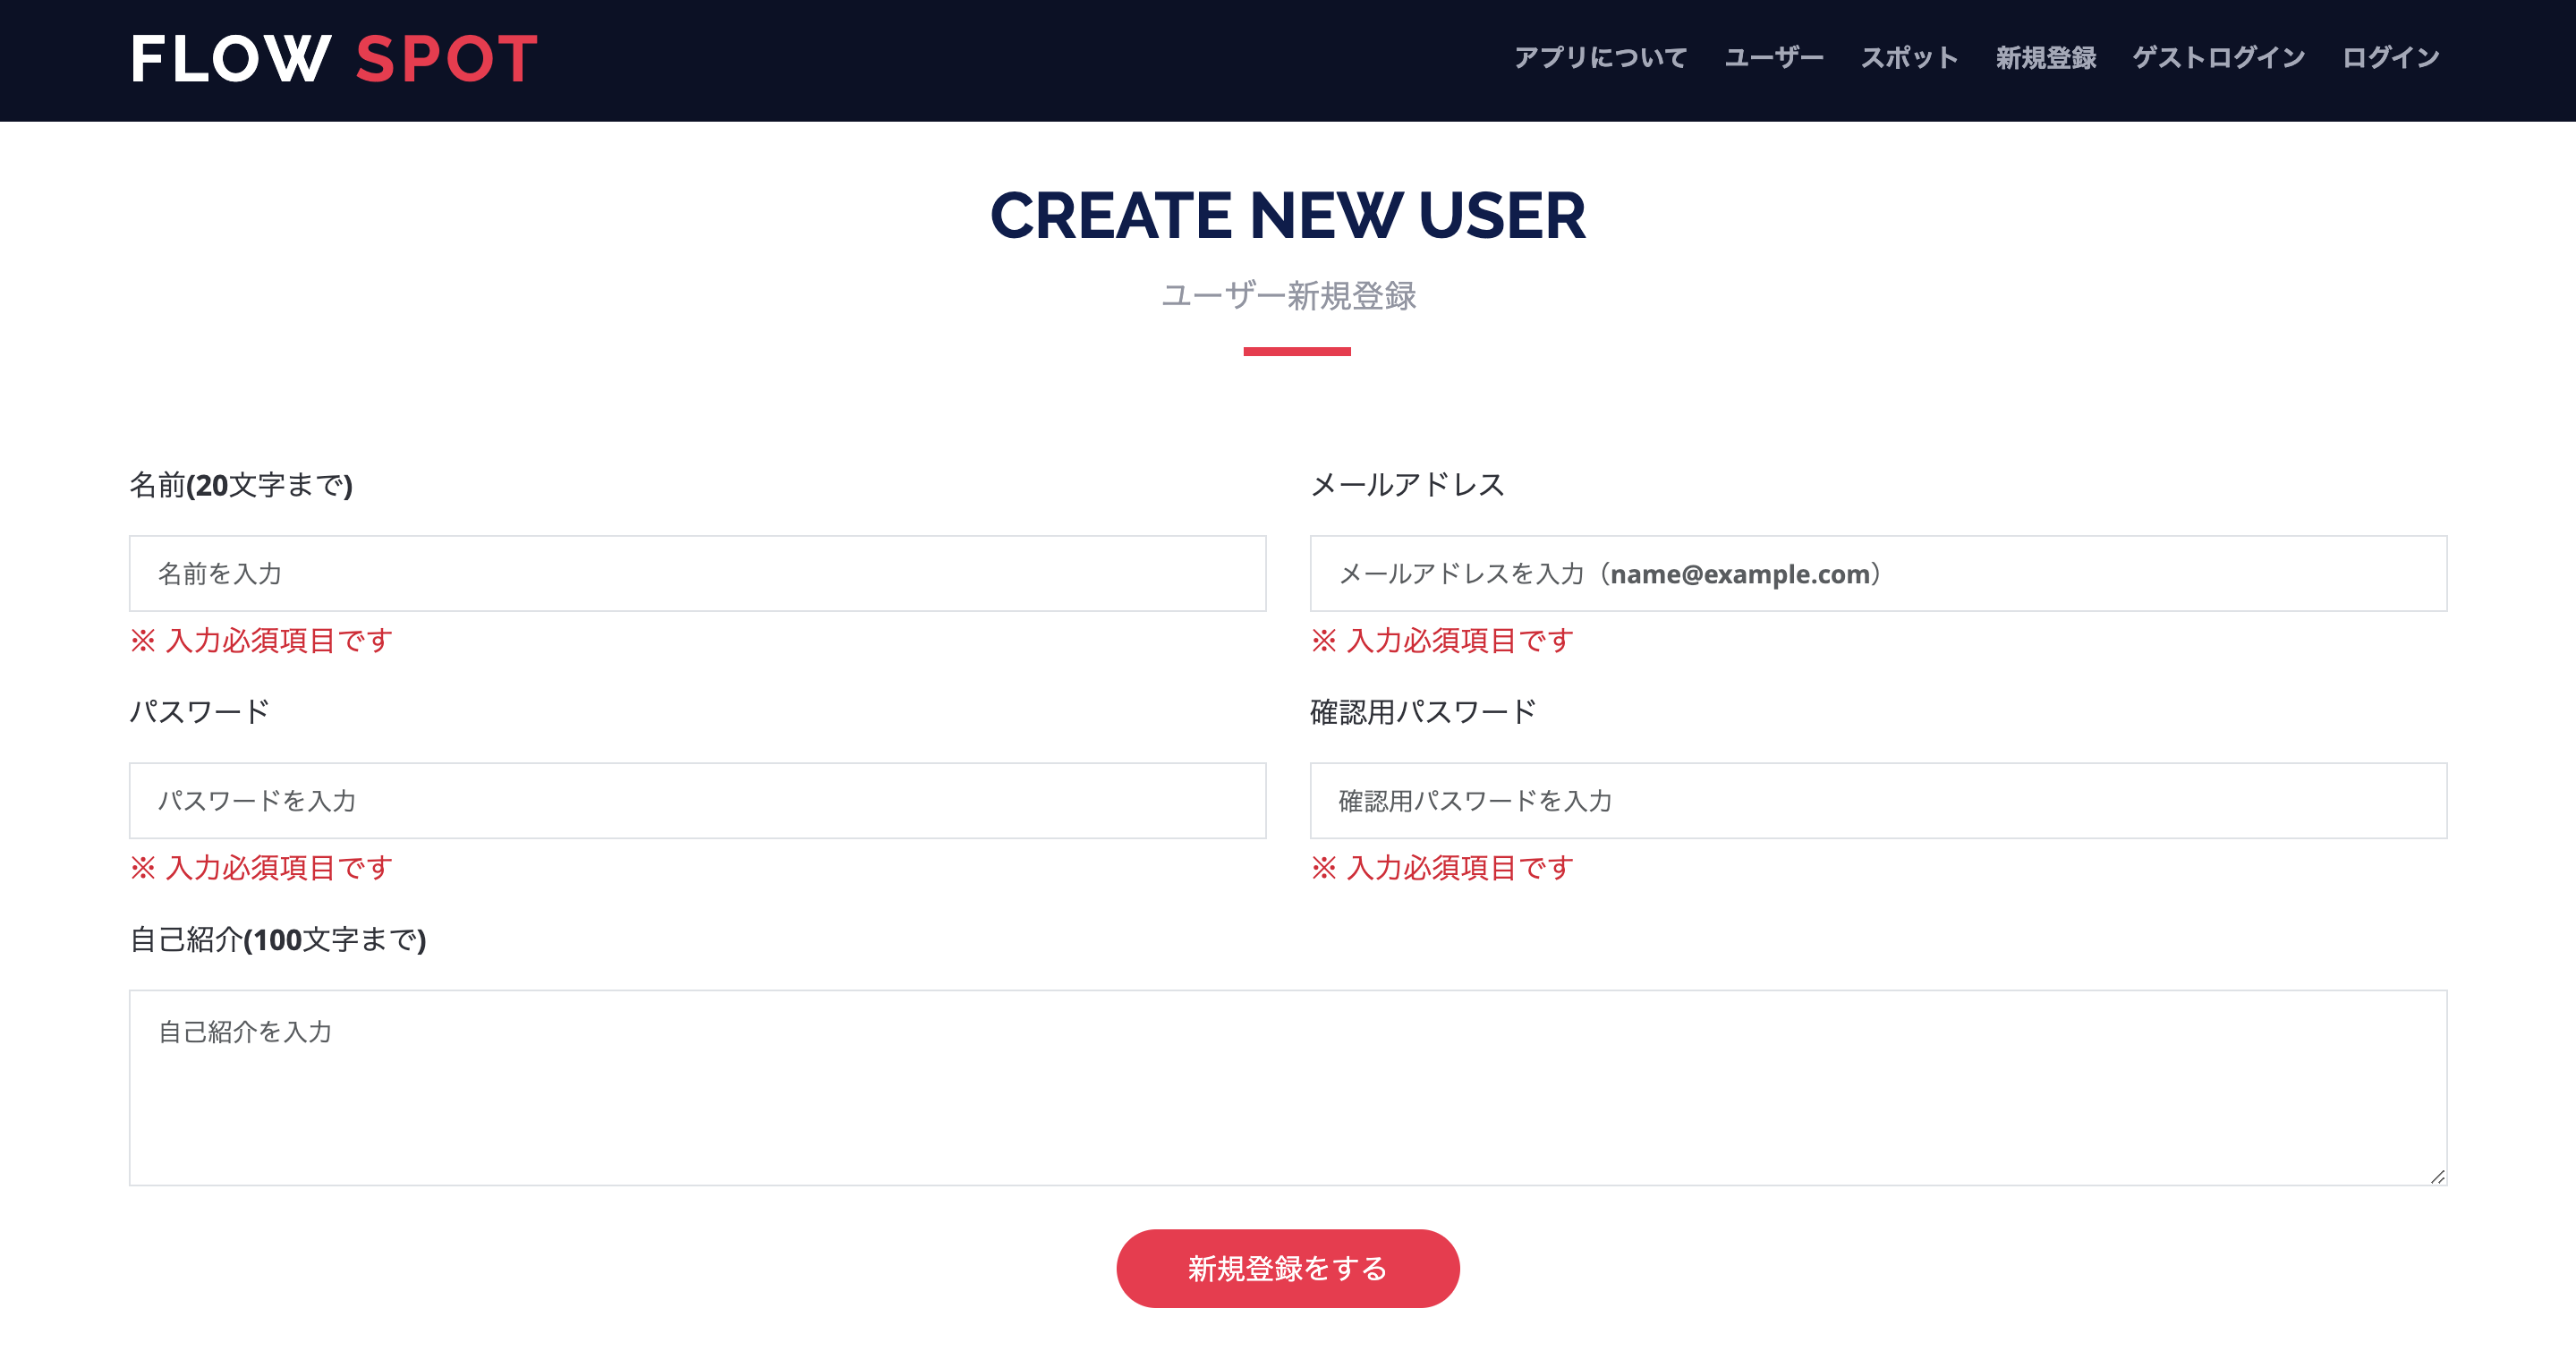 FLOW SPOT
アプリについて ユーザー スポット 新規登録 ゲストログイン ログイン
CREATE NEW USER
ユーザー新規登録
名前(20文字まで)
メールアドレス
名前を入力
メールアドレスを入力（name@example.com）
※ 入力必須項目です
※ 入力必須項目です
パスワード
確認用パスワード
パスワードを入力
確認用パスワードを入力
※ 入力必須項目です
※ 入力必須項目です
自己紹介(100文字まで)
自己紹介を入力
新規登録をする